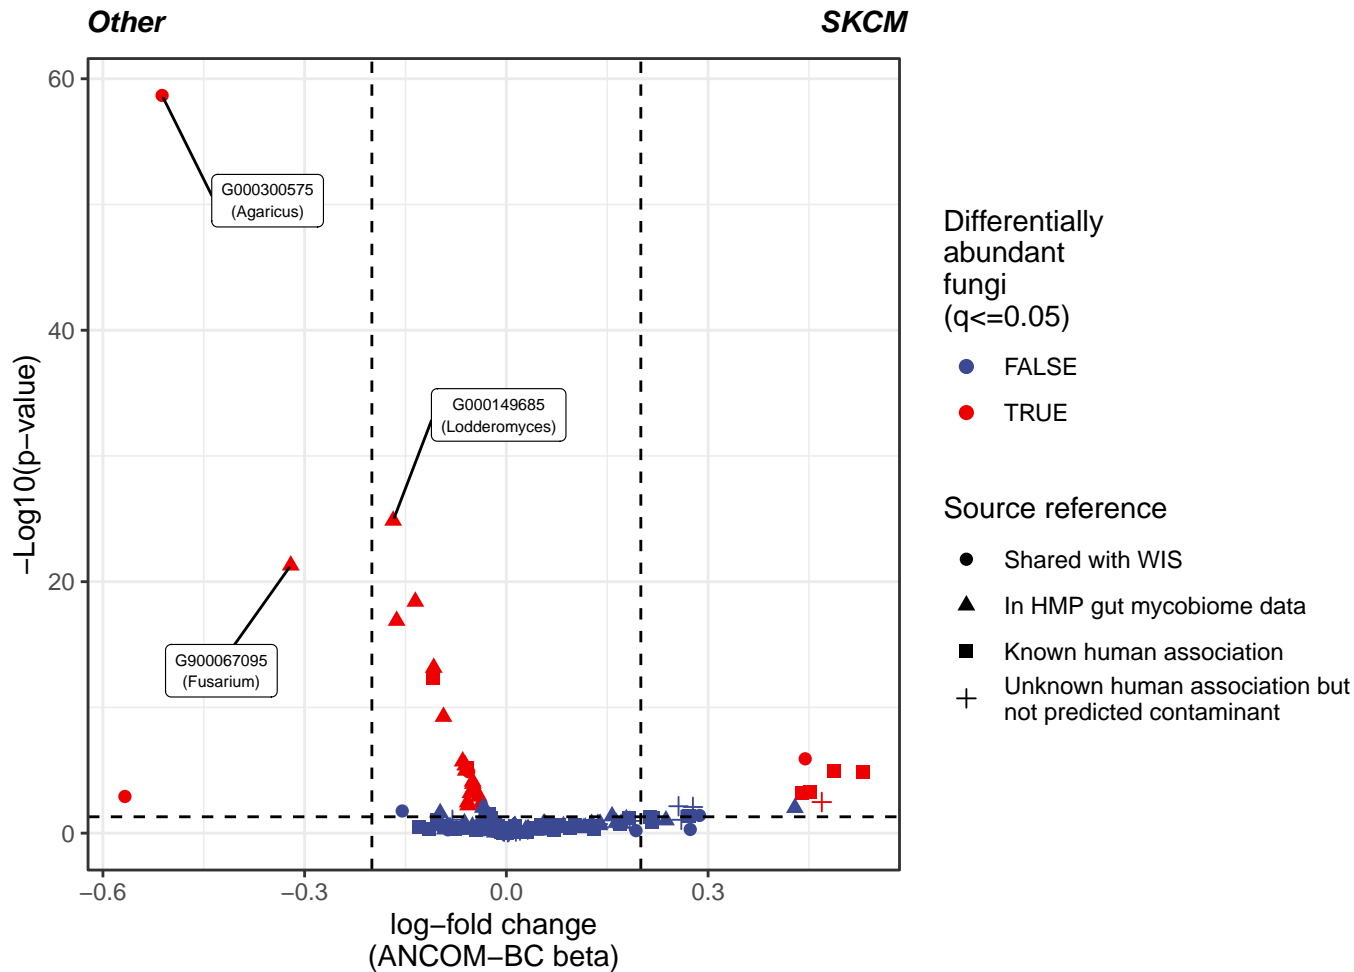 Other
SKCM
60
40
20
0
−Log10(p−value)
G000300575
(Agaricus)
G000149685
(Lodderomyces)
G900067095
(Fusarium)
−0.6
−0.3
0.0
0.3
log−fold change
(ANCOM−BC beta)
Differentially
abundant
fungi
(q<=0.05)
FALSE
TRUE
Source reference
Shared with WIS
In HMP gut mycobiome data
Known human association
Unknown human association but
not predicted contaminant